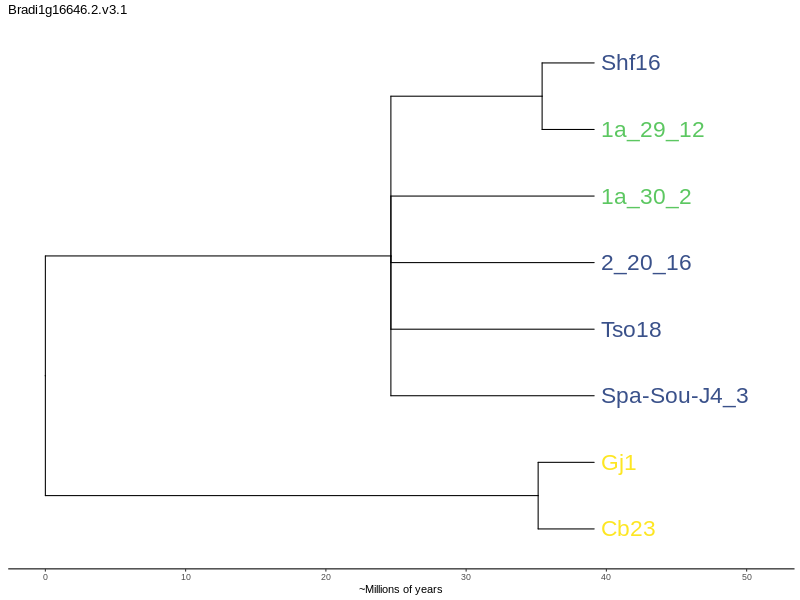 Bradi1g16646.2.v3.1
Shf16
1a_29_12
1a_30_2
2_20_16
Tso18
Spa-Sou-J4_3
Gj1
Cb23
0 10 20 30 40 50
~Millions of years